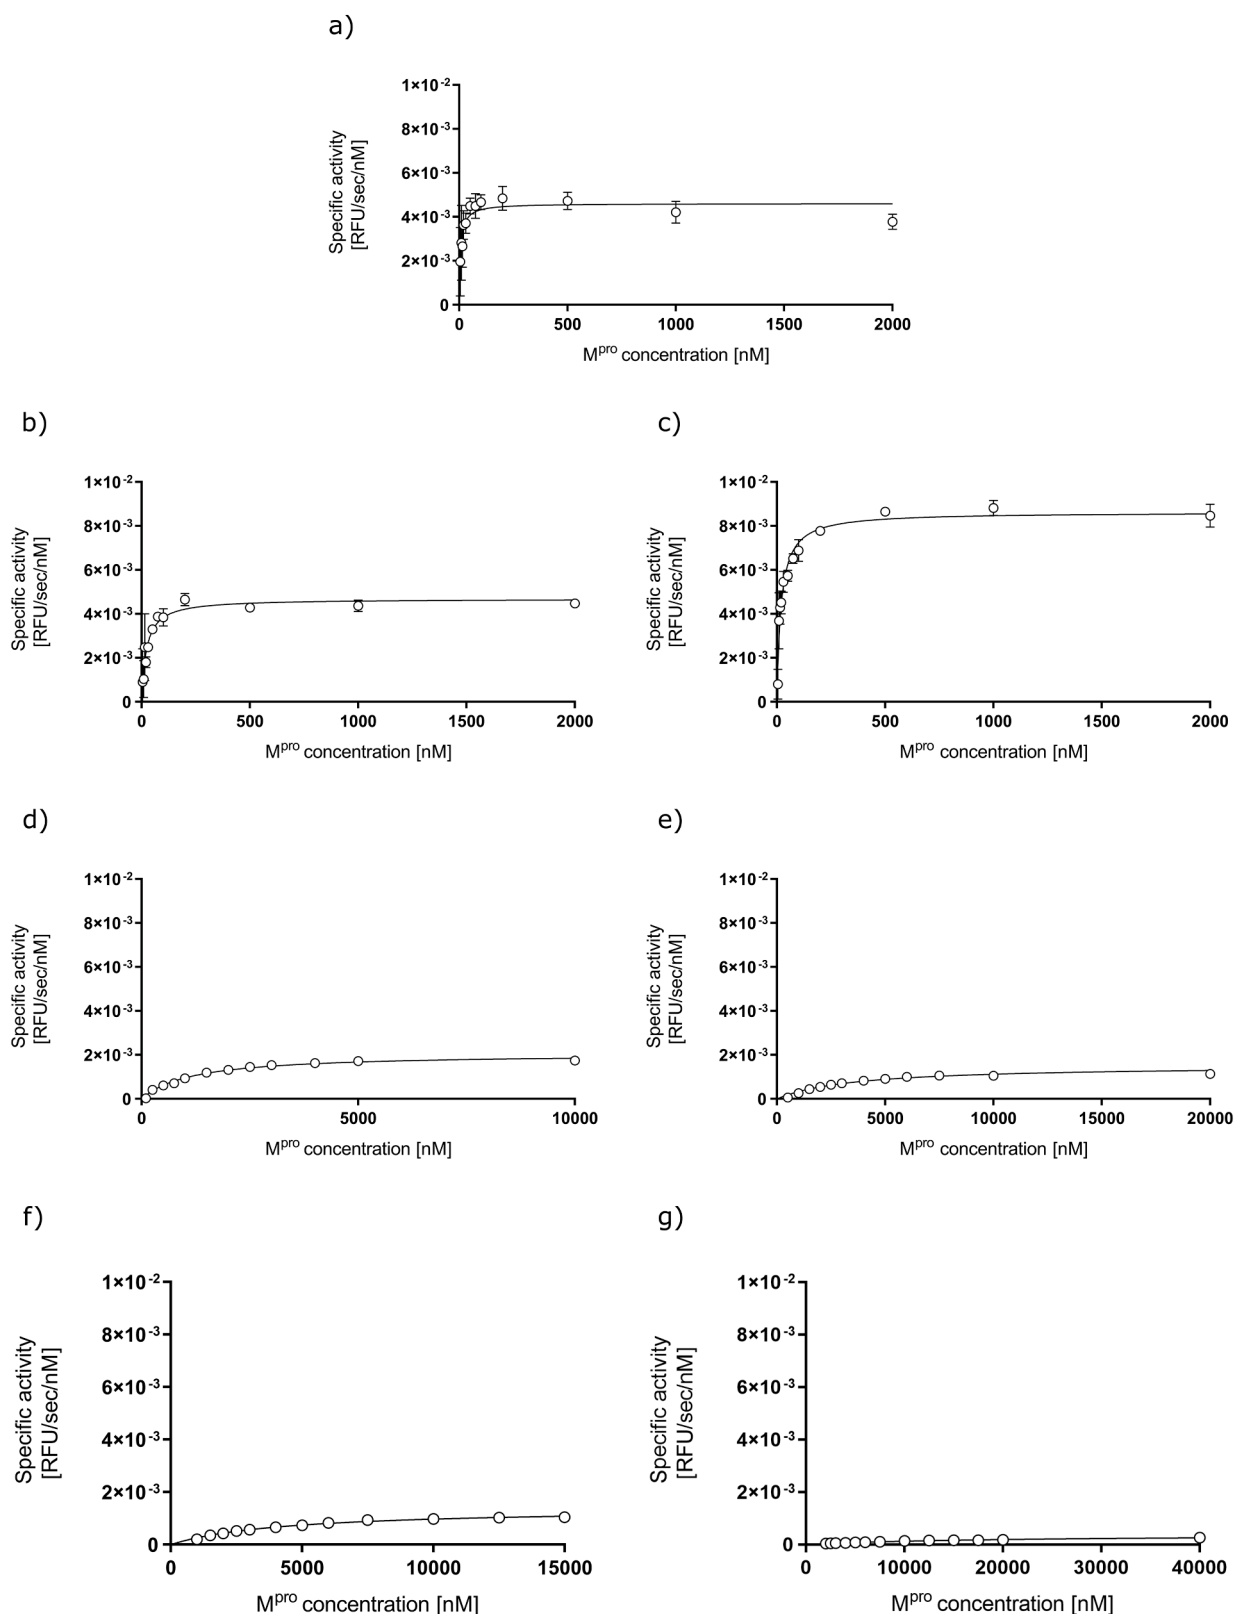 a)
Specific activity
[RFU/sec/nM]
1×10⁻²
8×10⁻³
6×10⁻³
4×10⁻³
2×10⁻³
0
0 500 1000 1500 2000
Mᵖʳᵒ concentration [nM]
b)
Specific activity
[RFU/sec/nM]
1×10⁻²
8×10⁻³
6×10⁻³
4×10⁻³
2×10⁻³
0
0 500 1000 1500 2000
Mᵖʳᵒ concentration [nM]
c)
Specific activity
[RFU/sec/nM]
1×10⁻²
8×10⁻³
6×10⁻³
4×10⁻³
2×10⁻³
0
0 500 1000 1500 2000
Mᵖʳᵒ concentration [nM]
d)
Specific activity
[RFU/sec/nM]
1×10⁻²
8×10⁻³
6×10⁻³
4×10⁻³
2×10⁻³
0
0 5000 10000
Mᵖʳᵒ concentration [nM]
e)
Specific activity
[RFU/sec/nM]
1×10⁻²
8×10⁻³
6×10⁻³
4×10⁻³
2×10⁻³
0
0 5000 10000 15000 20000
Mᵖʳᵒ concentration [nM]
f)
Specific activity
[RFU/sec/nM]
1×10⁻²
8×10⁻³
6×10⁻³
4×10⁻³
2×10⁻³
0
0 5000 10000 15000
Mᵖʳᵒ concentration [nM]
g)
Specific activity
[RFU/sec/nM]
1×10⁻²
8×10⁻³
6×10⁻³
4×10⁻³
2×10⁻³
0
0 10000 20000 30000 40000
Mᵖʳᵒ concentration [nM]